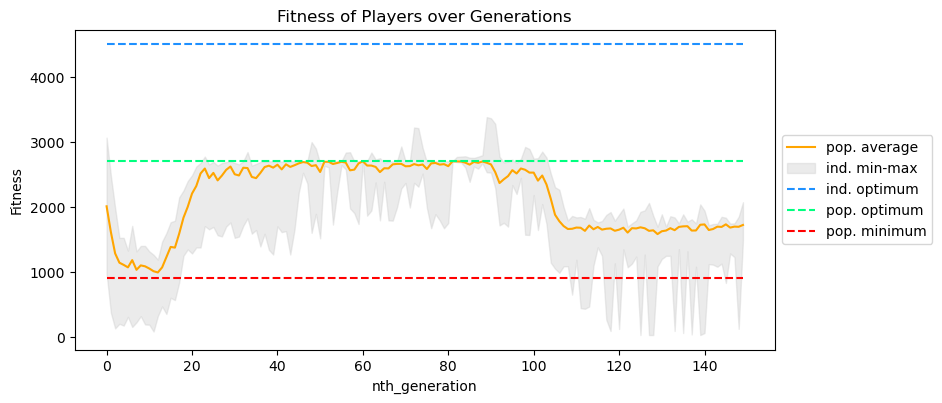 Fitness of Players over Generations
Fitness
4000
3000
2000
1000
0
0 20 40 60 80 100 120 140
nth_generation
pop. average
ind. min-max
ind. optimum
pop. optimum
pop. minimum